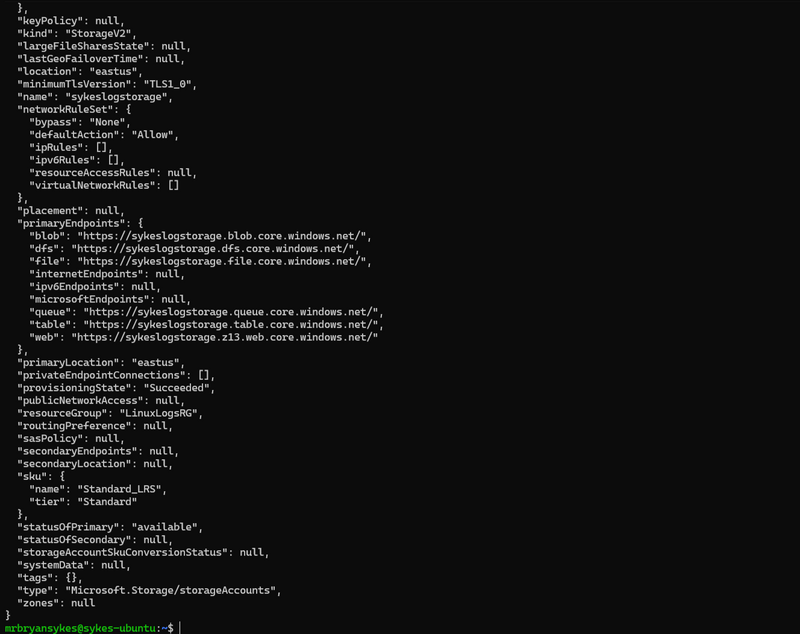 },
  "keyPolicy": null,
  "kind": "StorageV2",
  "largeFileSharesState": null,
  "lastGeoFailoverTime": null,
  "location": "eastus",
  "minimumTlsVersion": "TLS1_0",
  "name": "sykeslogstorage",
  "networkRuleSet": {
    "bypass": "None",
    "defaultAction": "Allow",
    "ipRules": [],
    "ipv6Rules": [],
    "resourceAccessRules": null,
    "virtualNetworkRules": []
  },
  "placement": null,
  "primaryEndpoints": {
    "blob": "https://sykeslogstorage.blob.core.windows.net/",
    "dfs": "https://sykeslogstorage.dfs.core.windows.net/",
    "file": "https://sykeslogstorage.file.core.windows.net/",
    "internetEndpoints": null,
    "ipv6Endpoints": null,
    "microsoftEndpoints": null,
    "queue": "https://sykeslogstorage.queue.core.windows.net/",
    "table": "https://sykeslogstorage.table.core.windows.net/",
    "web": "https://sykeslogstorage.z13.web.core.windows.net/"
  },
  "primaryLocation": "eastus",
  "privateEndpointConnections": [],
  "provisioningState": "Succeeded",
  "publicNetworkAccess": null,
  "resourceGroup": "LinuxLogsRG",
  "routingPreference": null,
  "sasPolicy": null,
  "secondaryEndpoints": null,
  "secondaryLocation": null,
  "sku": {
    "name": "Standard_LRS",
    "tier": "Standard"
  },
  "statusOfPrimary": "available",
  "statusOfSecondary": null,
  "storageAccountSkuConversionStatus": null,
  "systemData": null,
  "tags": {},
  "type": "Microsoft.Storage/storageAccounts",
  "zones": null
}
mrbryansykes@sykes-ubuntu:~$